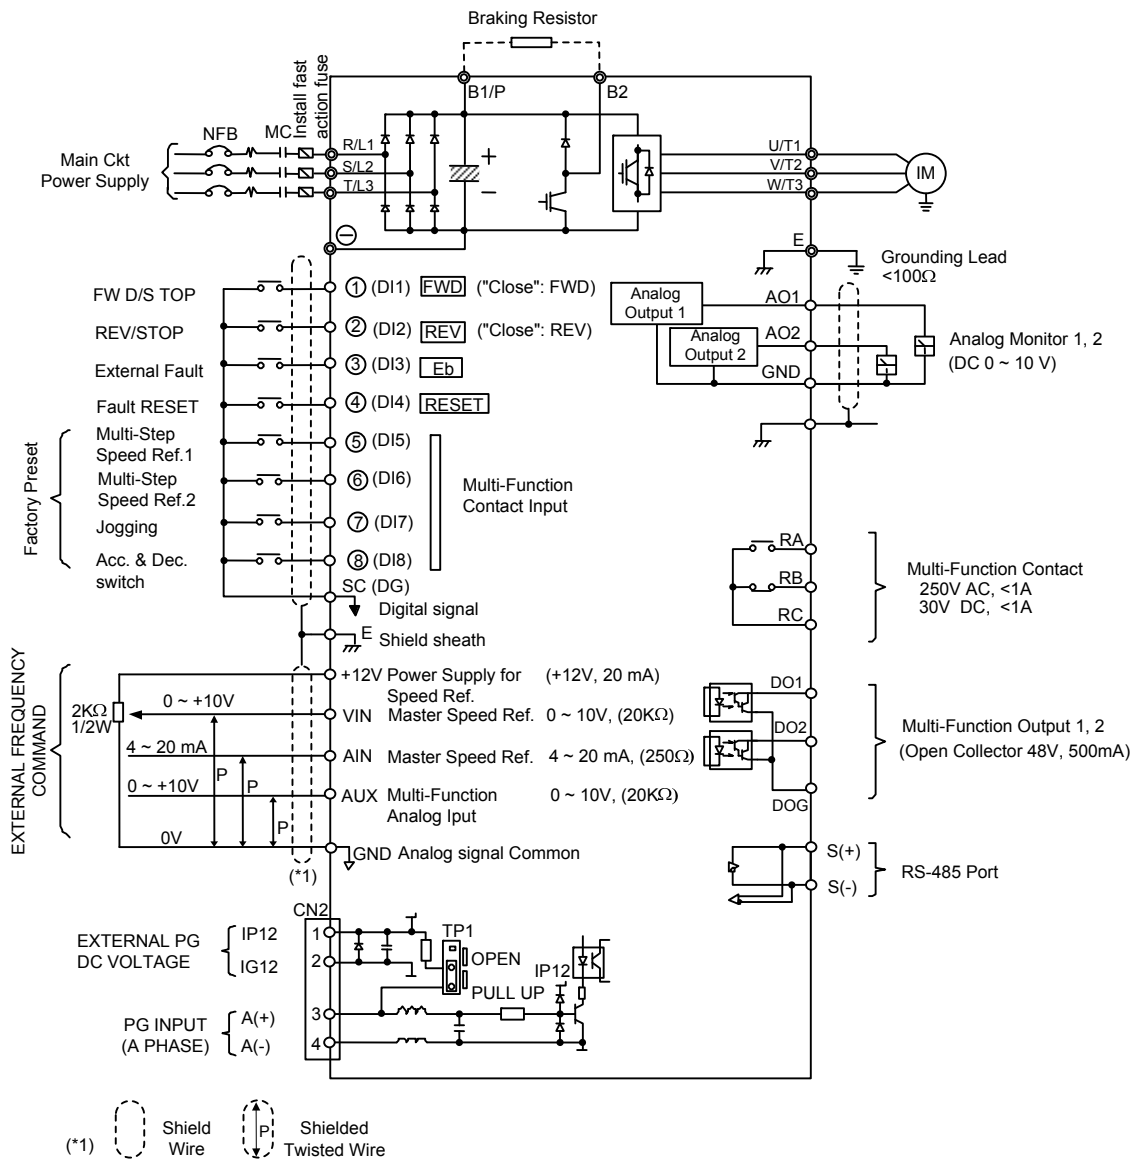 Braking Resistor
Install fast
action fuse
B1/P
B2
NFB
MC
Main Ckt
Power Supply
R/L1
S/L2
T/L3
+
−
U/T1
V/T2
W/T3
IM
E
Grounding Lead
<100Ω
FW D/S TOP
① (DI1) FWD ("Close": FWD)
REV/STOP
② (DI2) REV ("Close": REV)
External Fault
③ (DI3) Eb
Fault RESET
④ (DI4) RESET
Factory Preset
Multi-Step
Speed Ref.1
⑤ (DI5)
Multi-Step
Speed Ref.2
⑥ (DI6)
Jogging
⑦ (DI7)
Acc. & Dec.
switch
⑧ (DI8)
Multi-Function
Contact Input
SC (DG)
Digital signal
E
Shield sheath
Analog
Output 1
AO1
Analog
Output 2
AO2
GND
Analog Monitor 1, 2
(DC 0 ~ 10 V)
RA
RB
RC
Multi-Function Contact
250V AC, <1A
30V DC, <1A
EXTERNAL FREQUENCY
COMMAND
2KΩ
1/2W
+12V Power Supply for
Speed Ref.
(+12V, 20 mA)
0 ~ +10V
VIN Master Speed Ref. 0 ~ 10V, (20KΩ)
4 ~ 20 mA
AIN Master Speed Ref. 4 ~ 20 mA, (250Ω)
0 ~ +10V
AUX Multi-Function
Analog Iput
0 ~ 10V, (20KΩ)
P
P
P
0V
GND Analog signal Common
(*1)
DO1
DO2
DOG
Multi-Function Output 1, 2
(Open Collector 48V, 500mA)
S(+)
S(-)
RS-485 Port
CN2
EXTERNAL PG
DC VOLTAGE
IP12
IG12
1
2
3
4
TP1
OPEN
PULL UP
IP12
PG INPUT
(A PHASE)
A(+)
A(-)
(*1)
Shield
Wire
P
Shielded
Twisted Wire